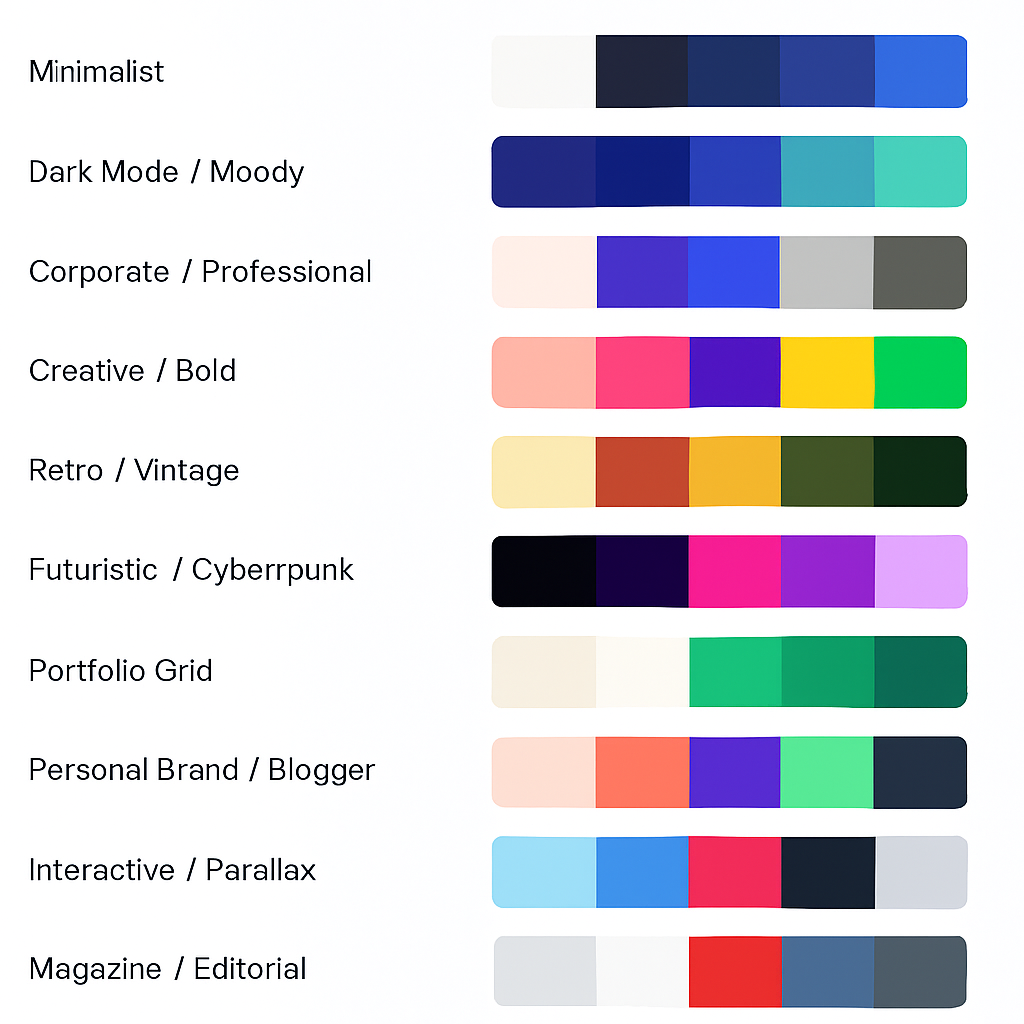 Minimalist
Dark Mode / Moody
Corporate / Professional
Creative / Bold
Retro / Vintage
Futuristic / Cyberrpunk
Portfolio Grid
Personal Brand / Blogger
Interactive / Parallax
Magazine / Editorial